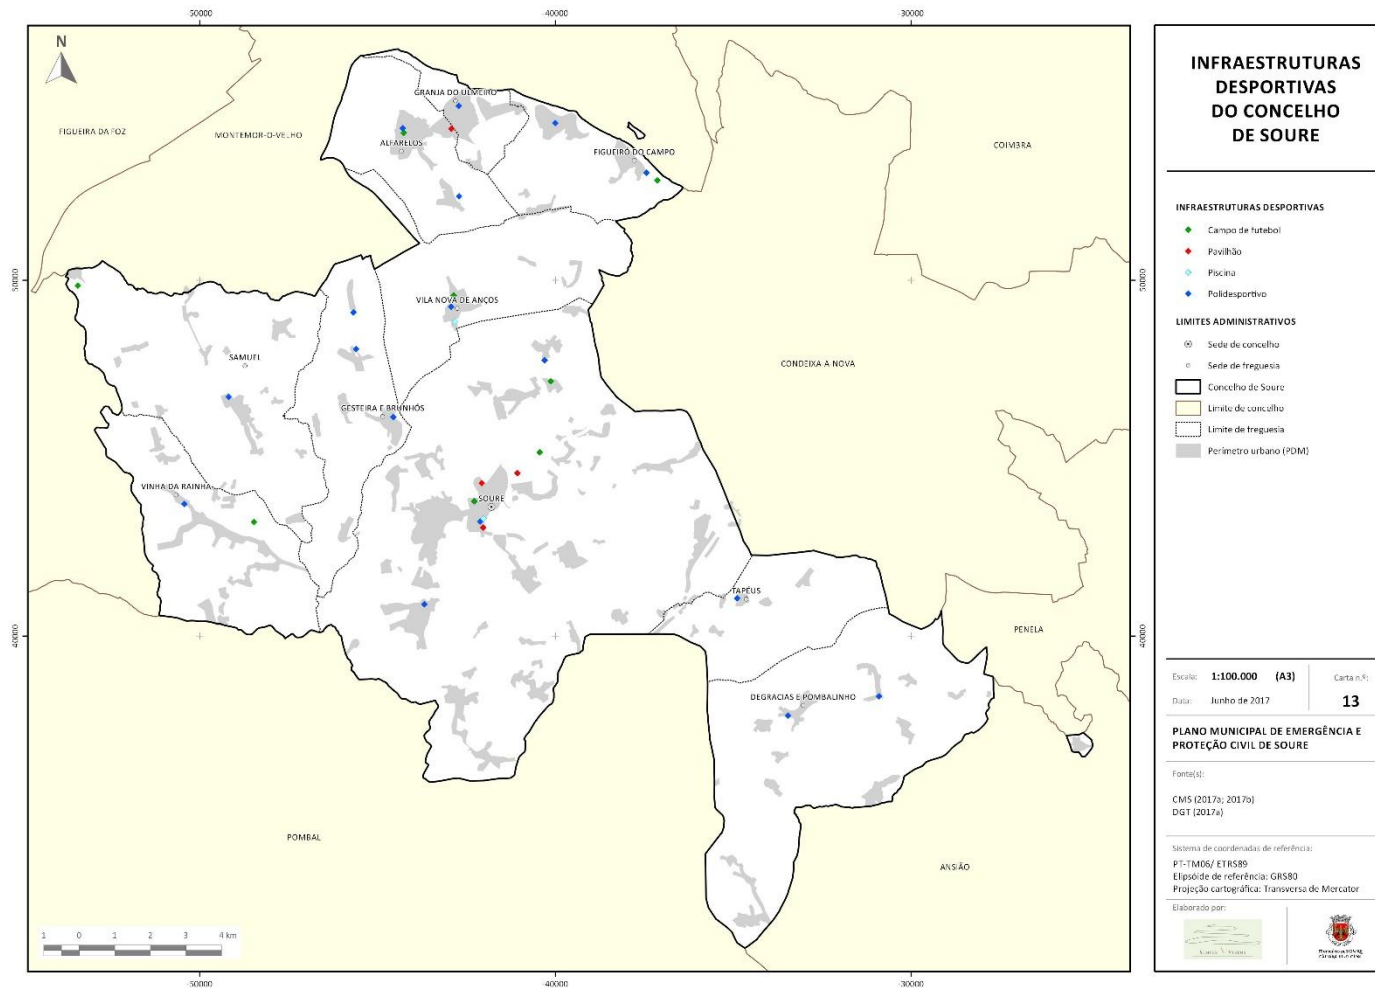 -50000
-40000
-30000
N
GRANJA DO ULMEIRO
FIGUEIRA DA FOZ
MONTEMOR-O-VELHO
ALFARELOS
FIGUEIRÓ DO CAMPO
COIMBRA
50000
50000
VILA NOVA DE ANÇOS
SAMUEL
CONDEIXA-A-NOVA
GESTEIRA E BRUNHÓS
VINHA DA RAINHA
SOURE
TAPÉUS
PENELA
40000
40000
DEGRACIAS E POMBALINHO
POMBAL
ANSIÃO
1 0 1 2 3 4 km
-50000
-40000
-30000
INFRAESTRUTURAS
DESPORTIVAS
DO CONCELHO
DE SOURE
INFRAESTRUTURAS DESPORTIVAS
Campo de futebol
Pavilhão
Piscina
Polidesportivo
LIMITES ADMINISTRATIVOS
Sede de concelho
Sede de freguesia
Concelho de Soure
Limite de concelho
Limite de freguesia
Perímetro urbano (PDM)
Escala: 1:100.000 (A3)
Carta n.º:
Data: Junho de 2017
13
PLANO MUNICIPAL DE EMERGÊNCIA E
PROTEÇÃO CIVIL DE SOURE
Fonte(s):
CMS (2017a; 2017b)
DGT (2017a)
Sistema de coordenadas de referência:
PT-TM06/ ETRS89
Elipsóide de referência: GRS80
Projeção cartográfica: Transversa de Mercator
Elaborado por: